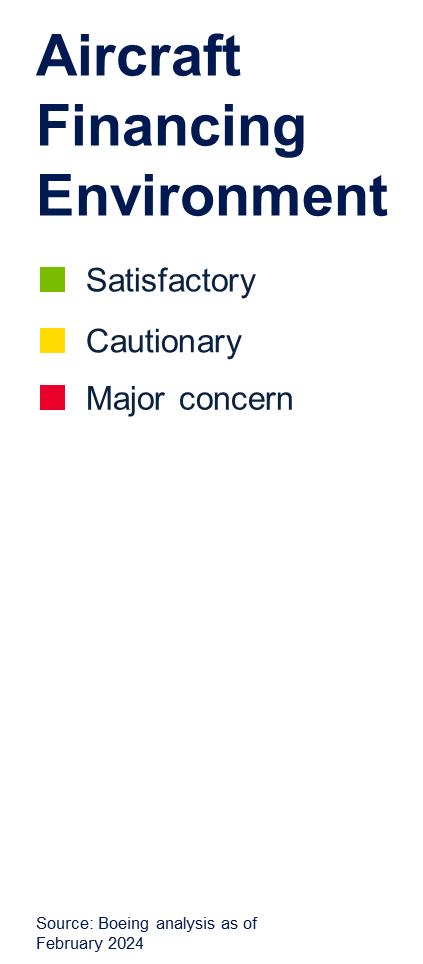 Aircraft
Financing
Environment
Satisfactory
Cautionary
Major concern
Source: Boeing analysis as of
February 2024